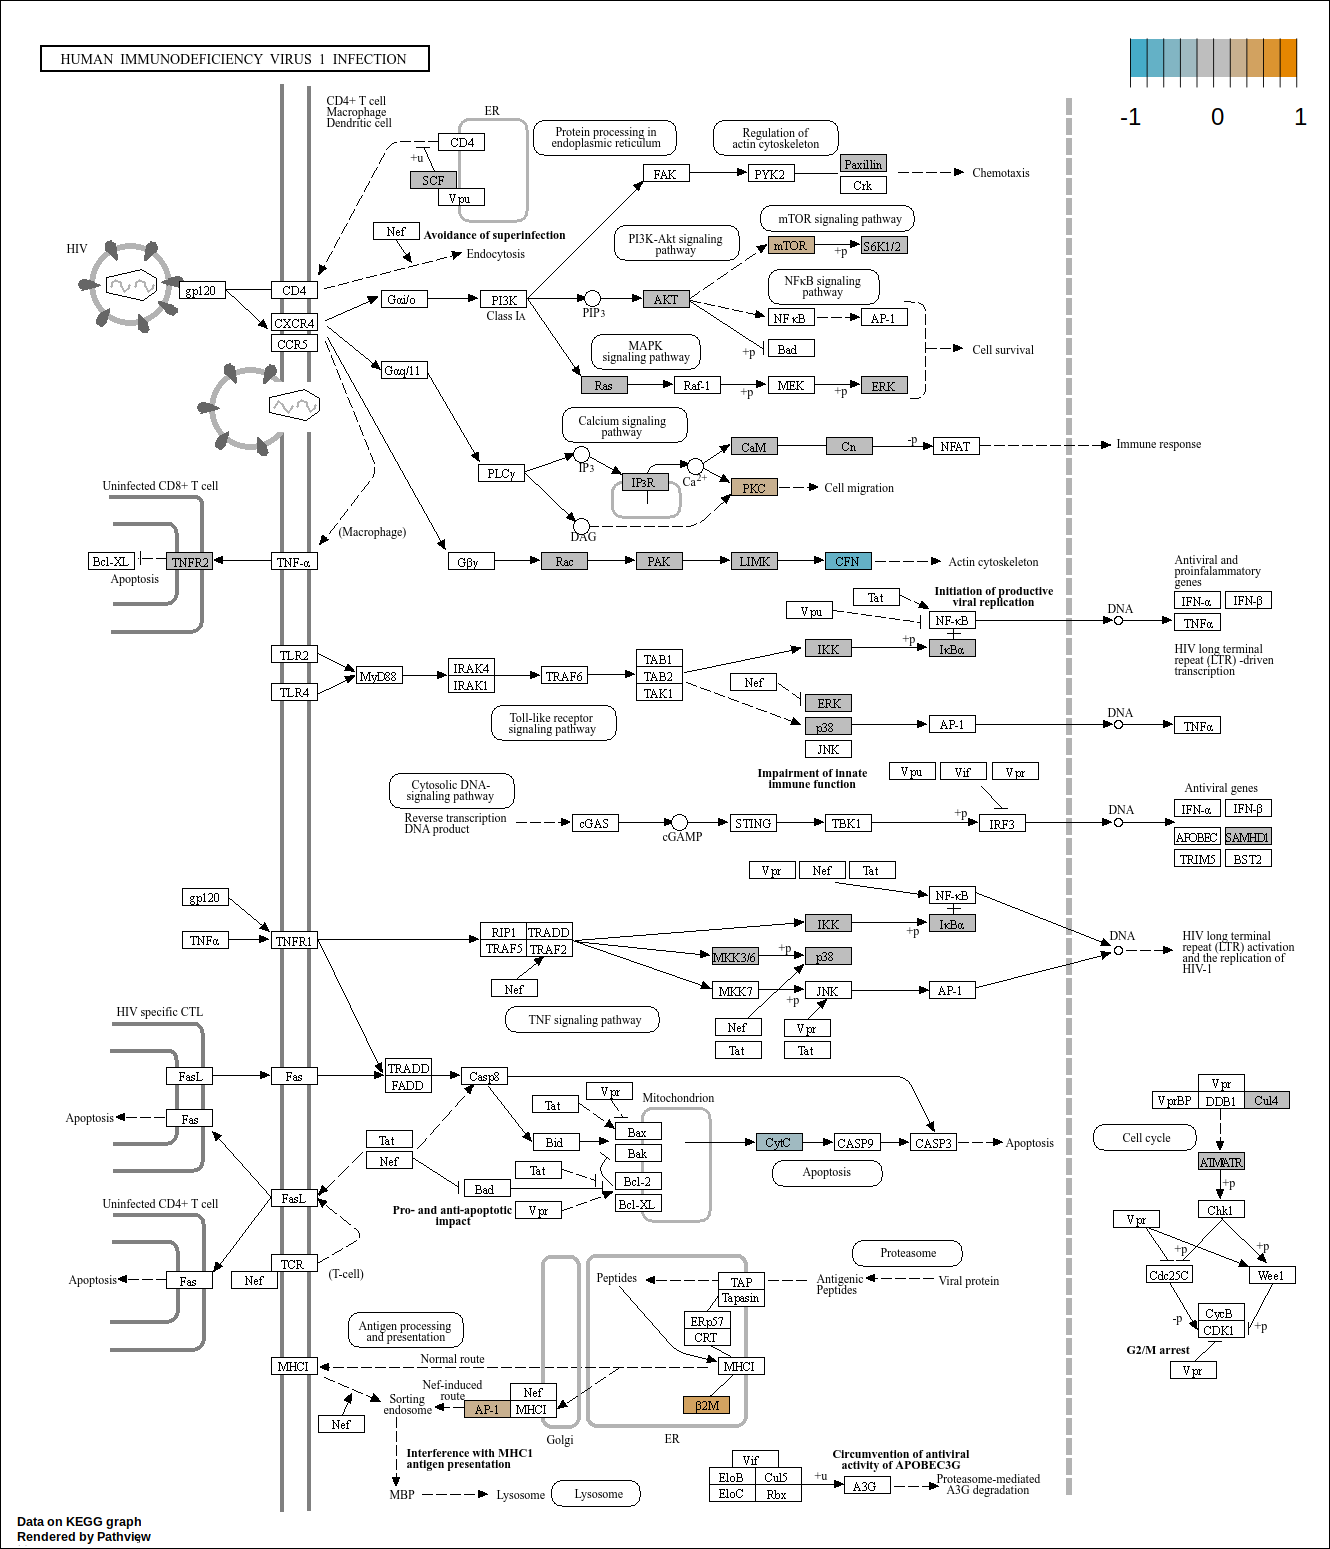 HUMAN IMMUNODEFICIENCY VIRUS 1 INFECTION
-1 0 1
CD4+ T cell
Macrophage
Dendritic cell
ER
CD4
+u
SCF
Vpu
Protein processing in
endoplasmic reticulum
Regulation of
actin cytoskeleton
FAK
PYK2
Paxillin
Crk
Chemotaxis
Nef
Avoidance of superinfection
Endocytosis
HIV
gp120
CD4
CXCR4
CCR5
Gαi/o
PI3K
Class IA
PIP3
AKT
PI3K-Akt signaling
pathway
mTOR signaling pathway
mTOR
+p
S6K1/2
NFκB signaling
pathway
NFκB
AP-1
+p
Bad
Cell survival
MAPK
signaling pathway
Gαq/11
Ras
Raf-1
+p
MEK
+p
ERK
Calcium signaling
pathway
PLCγ
IP3
IP3R
Ca2+
DAG
CaM
Cn
-p
NFAT
Immune response
PKC
Cell migration
Uninfected CD8+ T cell
(Macrophage)
Bcl-XL
TNFR2
TNF-α
Apoptosis
Gβγ
Rac
PAK
LIMK
CFN
Actin cytoskeleton
Antiviral and
proinfalammatory
genes
IFN-α
IFN-β
TNFα
HIV long terminal
repeat (LTR) -driven
transcription
Initiation of productive
viral replication
Tat
Vpu
NF-κB
DNA
TLR2
TLR4
MyD88
IRAK4
IRAK1
TRAF6
TAB1
TAB2
TAK1
IKK
+p
IκBα
Nef
ERK
p38
JNK
AP-1
DNA
TNFα
Toll-like receptor
signaling pathway
Impairment of innate
immune function
Vpu
Vif
Vpr
Cytosolic DNA-
signaling pathway
Reverse transcription
DNA product
cGAS
cGAMP
STING
TBK1
+p
IRF3
DNA
Antiviral genes
IFN-α
IFN-β
APOBEC
SAMHD1
TRIM5
BST2
Vpr
Nef
Tat
gp120
TNFα
TNFR1
RIP1
TRADD
TRAF5
TRAF2
Nef
NF-κB
IKK
+p
IκBα
MKK3/6
+p
p38
MKK7
+p
JNK
AP-1
DNA
HIV long terminal
repeat (LTR) activation
and the replication of
HIV-1
Nef
Tat
Vpr
Tat
TNF signaling pathway
HIV specific CTL
FasL
Fas
Apoptosis
Fas
TRADD
FADD
Casp8
Tat
Nef
Tat
Vpr
Mitochondrion
Bax
Bak
Bid
Tat
Bcl-2
Bcl-XL
Bad
Vpr
Pro- and anti-apoptotic
impact
CytC
CASP9
CASP3
Apoptosis
Apoptosis
FasL
Uninfected CD4+ T cell
Apoptosis
Fas
Nef
TCR
(T-cell)
Vpr
VprBP
DDB1
Cul4
Cell cycle
ATMATR
+p
Chk1
Vpr
+p
+p
Cdc25C
Wee1
CycB
CDK1
-p
+p
G2/M arrest
Vpr
Proteasome
Peptides
TAP
Tapasin
Antigenic
Peptides
Viral protein
ERp57
CRT
MHCI
β2M
ER
Golgi
Antigen processing
and presentation
Normal route
MHCI
Nef
Nef-induced
route
Sorting
endosome
AP-1
Nef
MHCI
Interference with MHC1
antigen presentation
MBP
Lysosome
Lysosome
Vif
EloB
Cul5
EloC
Rbx
+u
A3G
Circumvention of antiviral
activity of APOBEC3G
Proteasome-mediated
A3G degradation
Data on KEGG graph
Rendered by Pathview